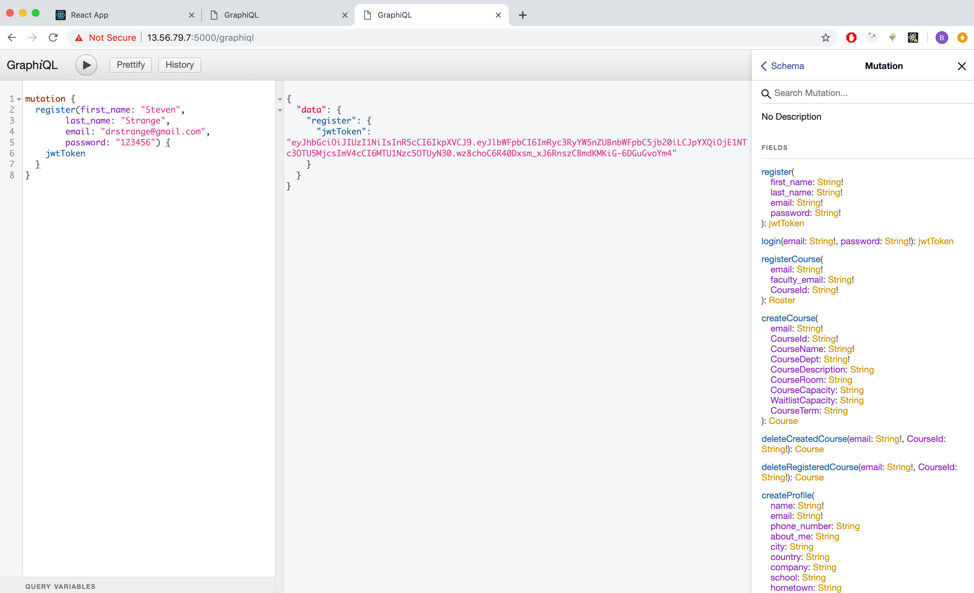 React App
GraphiQL
GraphiQL
Not Secure | 13.56.79.7:5000/graphiql
B
GraphiQL
Prettify
History
Schema
Mutation
1 mutation {
2 register(first_name: "Steven",
3 last_name: "Strange",
4 email: "drstrange@gmail.com",
5 password: "123456") {
6 jwtToken
7 }
8 }
QUERY VARIABLES
{
"data": {
"register": {
"jwtToken":
}
}
}
Search Mutation...
No Description
FIELDS
register(
first_name: String!
last_name: String!
email: String!
password: String!
): jwtToken
login(email: String!, password: String!): jwtToken
registerCourse(
email: String!
faculty_email: String!
CourseId: String!
): Roster
createCourse(
email: String!
CourseId: String!
CourseName: String!
CourseDept: String!
CourseDescription: String
CourseRoom: String
CourseCapacity: String
WaitlistCapacity: String
CourseTerm: String
): Course
deleteCreatedCourse(email: String!, CourseId:
String!): Course
deleteRegisteredCourse(email: String!, CourseId:
String!): Course
createProfile(
name: String!
email: String!
phone_number: String
about_me: String
city: String
country: String
company: String
school: String
hometown: String